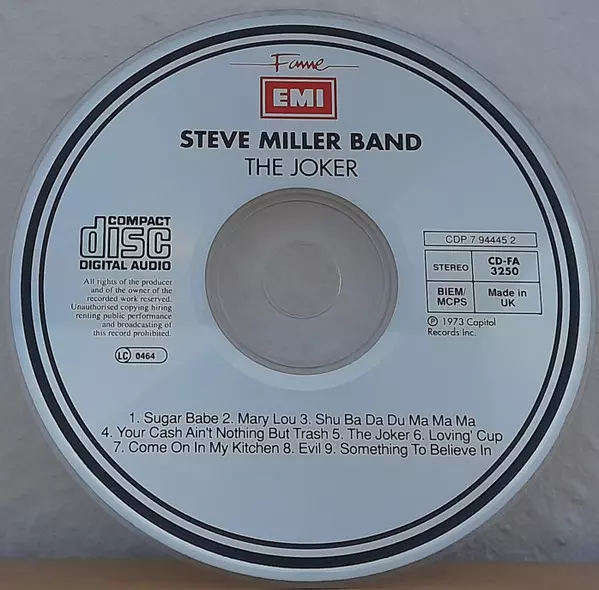 Fame
EMI
STEVE MILLER BAND
THE JOKER
COMPACT
disc
DIGITAL AUDIO
All rights of the producer
and of the owner of the
recorded work reserved.
Unauthorised copying hiring
renting public performance
and broadcasting of
this record prohibited.
LC 0464
CDP 7 94445 2
STEREO
CD-FA
3250
BIEM/
MCPS
Made in
UK
℗ 1973 Capitol
Records Inc.
1. Sugar Babe 2. Mary Lou 3. Shu Ba Da Du Ma Ma Ma
4. Your Cash Ain't Nothing But Trash 5. The Joker 6. Loving' Cup
7. Come On In My Kitchen 8. Evil 9. Something To Believe In